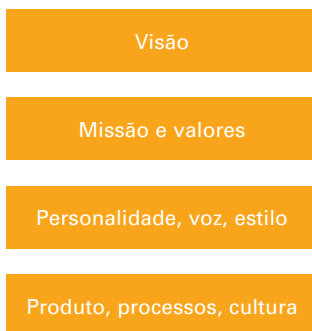 Visão
Missão e valores
Personalidade, voz, estilo
Produto, processos, cultura